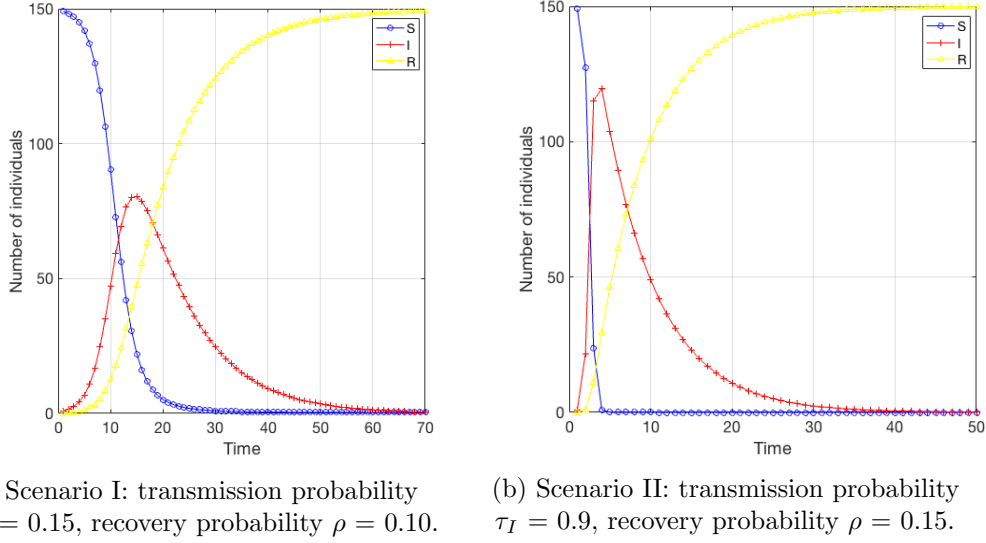 150
100
50
0
Number of individuals
S
I
R
0 10 20 30 40 50 60 70
Time
Scenario I: transmission probability
= 0.15, recovery probability ρ = 0.10.
150
100
50
0
Number of individuals
S
I
R
0 10 20 30 40 50
Time
(b) Scenario II: transmission probability
τ_I = 0.9, recovery probability ρ = 0.15.